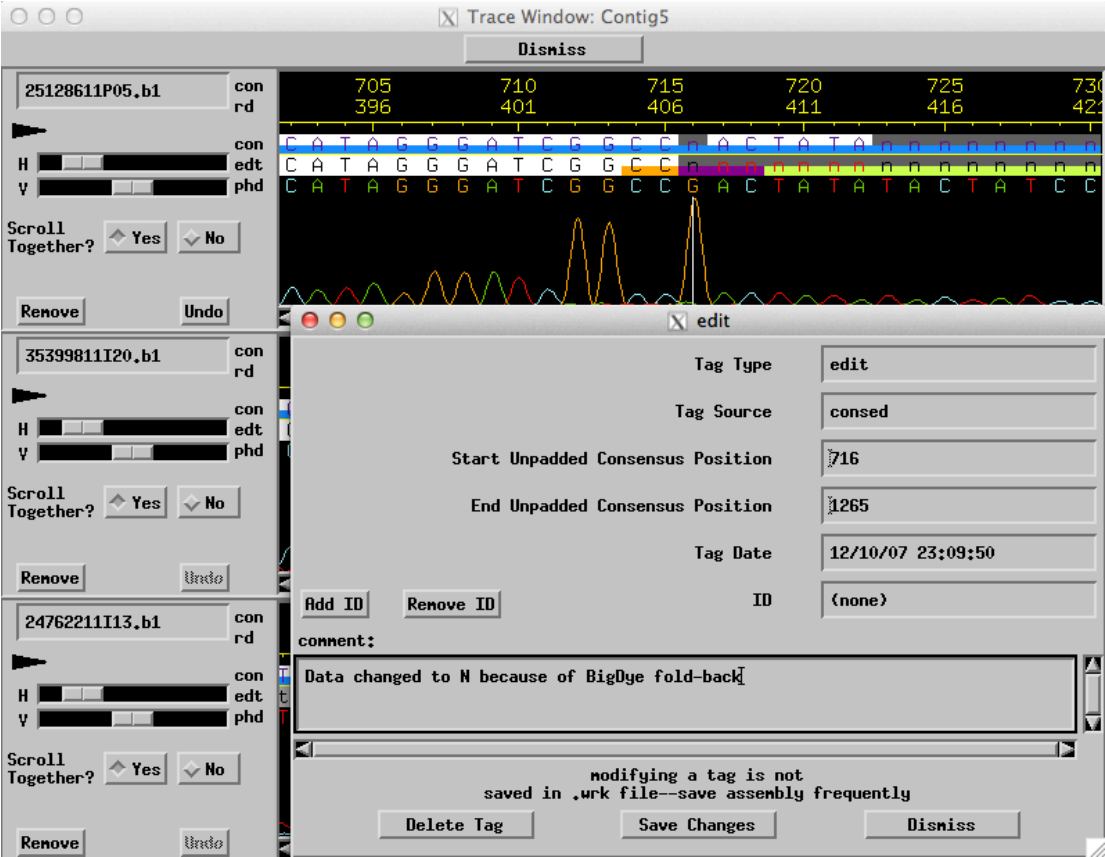 Trace Window: Contig5
Dismiss
25128611P05.b1
con 705 710 715 720 725 730
rd 396 401 406 411 416 421
con C A T A G G G A T C G G C C n A C T A T A n n n n n n n n
H edt C A T A G G G A T C G G C C n n n n n n n n n n n n n n n
V phd C A T A G G G A T C G G C C G A C T A T A T A C T A T C C
Scroll
Together? Yes No
Remove Undo
35399811I20.b1
con
rd
con
H edt
V phd
Scroll
Together? Yes No
Remove Undo
24762211I13.b1
con
rd
con T
H edt t
V phd T
Scroll
Together? Yes No
Remove Undo
edit
Tag Type edit
Tag Source consed
Start Unpadded Consensus Position 716
End Unpadded Consensus Position 1265
Tag Date 12/10/07 23:09:50
Add ID Remove ID ID (none)
comment:
Data changed to N because of BigDye fold-back
modifying a tag is not
saved in .wrk file--save assembly frequently
Delete Tag Save Changes Dismiss